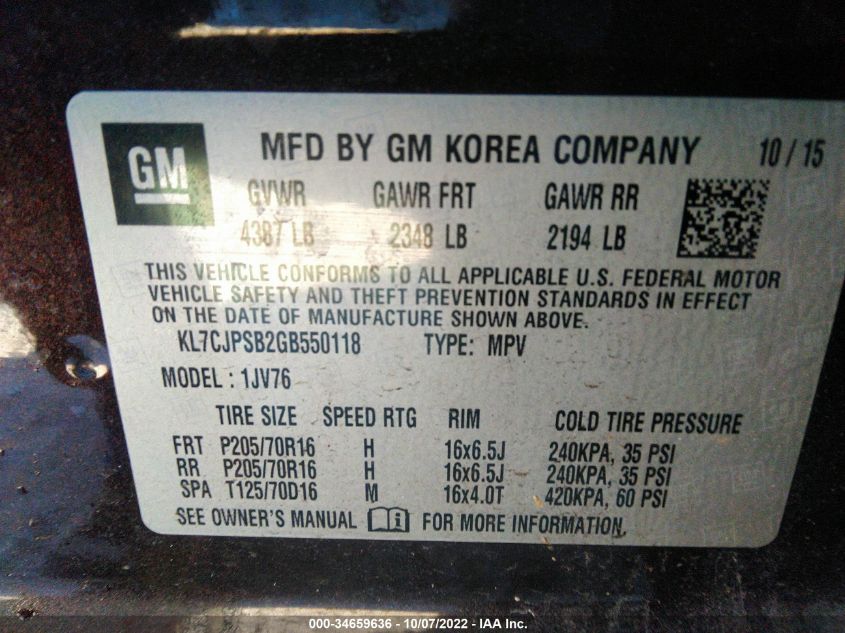 GM MFD BY GM KOREA COMPANY 10 / 15
GVWR GAWR FRT GAWR RR
4387 LB 2348 LB 2194 LB
THIS VEHICLE CONFORMS TO ALL APPLICABLE U.S. FEDERAL MOTOR
VEHICLE SAFETY AND THEFT PREVENTION STANDARDS IN EFFECT
ON THE DATE OF MANUFACTURE SHOWN ABOVE.
KL7CJPSB2GB550118 TYPE: MPV
MODEL : 1JV76
TIRE SIZE SPEED RTG RIM COLD TIRE PRESSURE
FRT P205/70R16 H 16x6.5J 240KPA, 35 PSI
RR P205/70R16 H 16x6.5J 240KPA, 35 PSI
SPA T125/70D16 M 16x4.0T 420KPA, 60 PSI
SEE OWNER'S MANUAL FOR MORE INFORMATION.
000-34659636 - 10/07/2022 - IAA Inc.